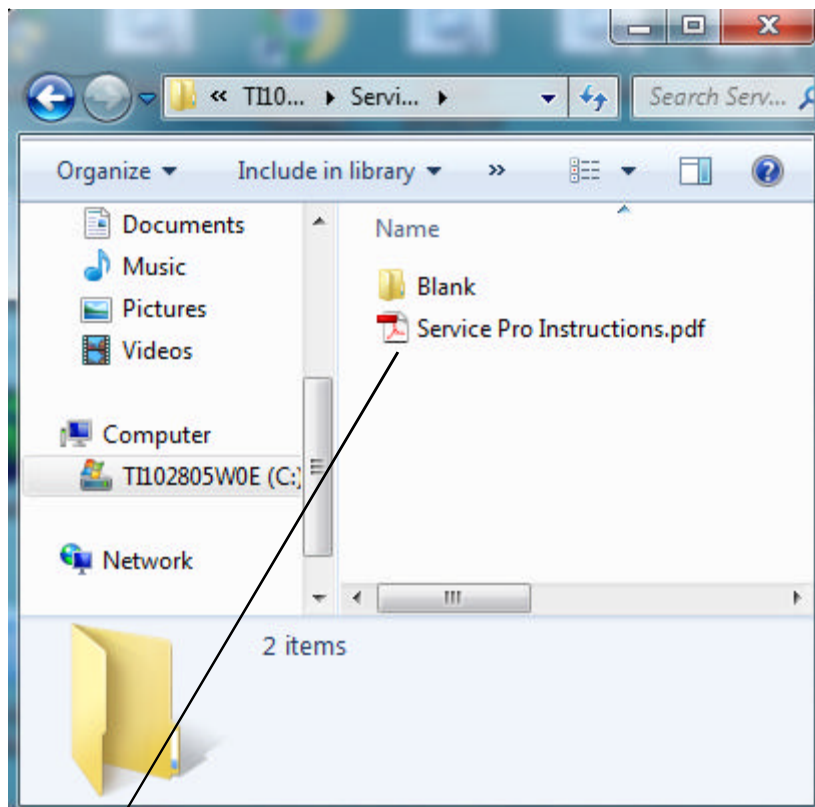 « TI10... Servi...
Search Serv...
Organize Include in library »
Documents
Music
Pictures
Videos
Computer
TI102805W0E (C:)
Network
Name
Blank
Service Pro Instructions.pdf
2 items